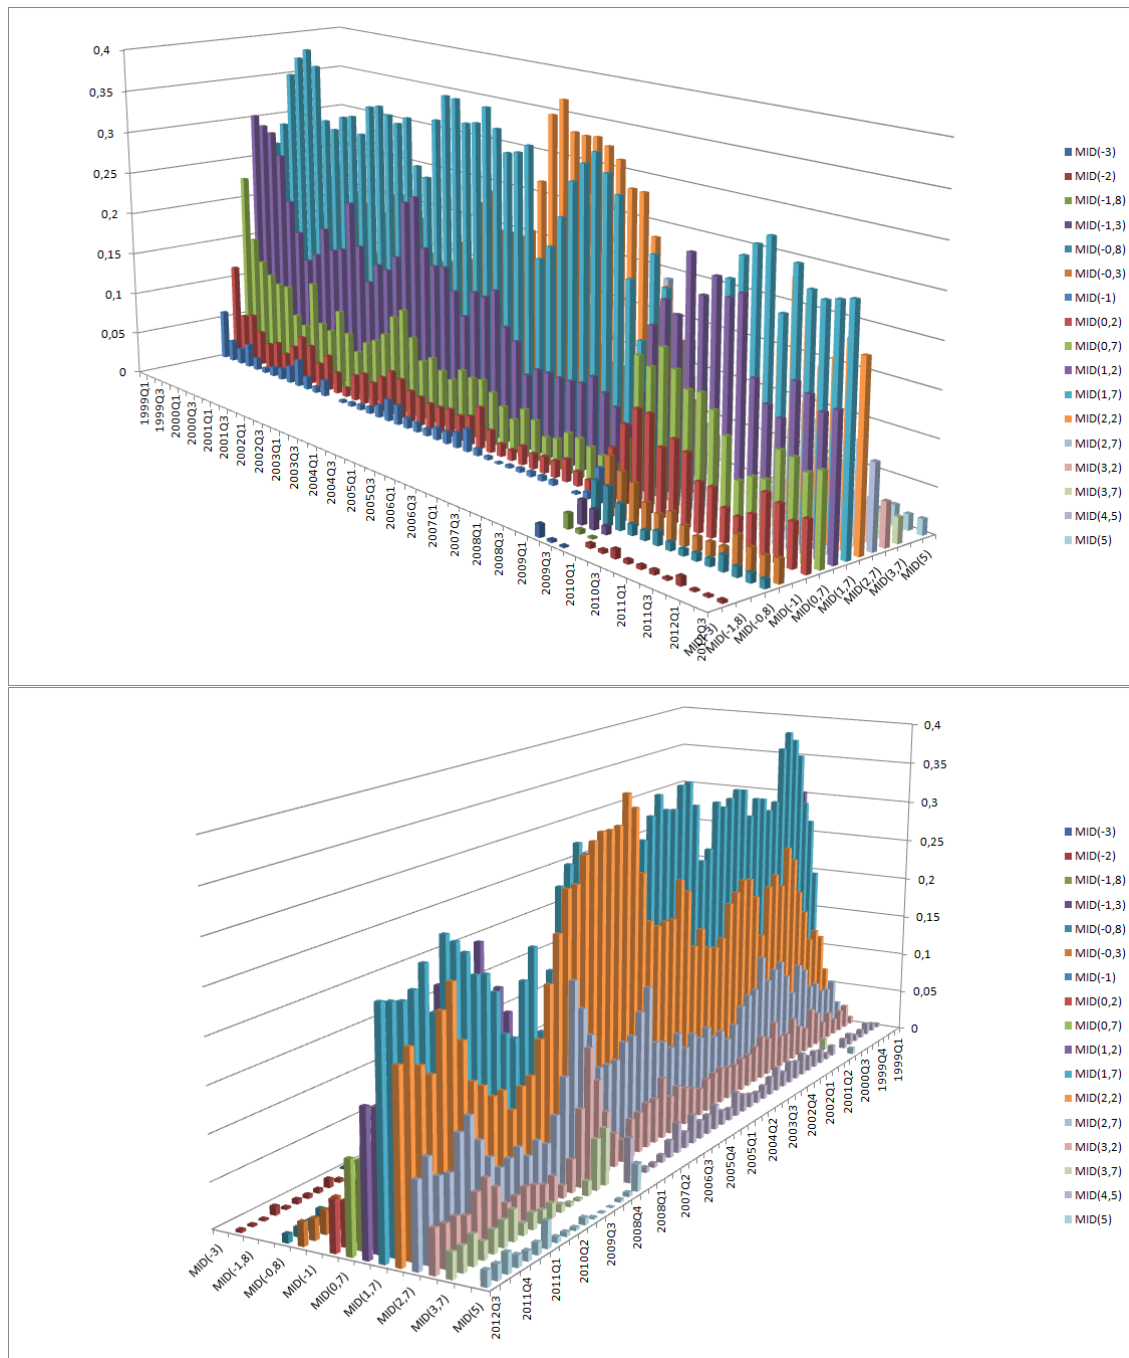 0,4
0,35
0,3
0,25
0,2
0,15
0,1
0,05
0
1999Q1
1999Q3
2000Q1
2000Q3
2001Q1
2001Q3
2002Q1
2002Q3
2003Q1
2003Q3
2004Q1
2004Q3
2005Q1
2005Q3
2006Q1
2006Q3
2007Q1
2007Q3
2008Q1
2008Q3
2009Q1
2009Q3
2010Q1
2010Q3
2011Q1
2011Q3
2012Q1
2012Q3
MID(-3)
MID(-1,8)
MID(-0,8)
MID(-1)
MID(0,7)
MID(1,7)
MID(2,7)
MID(3,7)
MID(5)
MID(-3)
MID(-2)
MID(-1,8)
MID(-1,3)
MID(-0,8)
MID(-0,3)
MID(-1)
MID(0,2)
MID(0,7)
MID(1,2)
MID(1,7)
MID(2,2)
MID(2,7)
MID(3,2)
MID(3,7)
MID(4,5)
MID(5)
0,4
0,35
0,3
0,25
0,2
0,15
0,1
0,05
0
MID(-3)
MID(-1,8)
MID(-0,8)
MID(-1)
MID(0,7)
MID(1,7)
MID(2,7)
MID(3,7)
MID(5)
2012Q3
2011Q4
2011Q1
2010Q2
2009Q3
2008Q4
2008Q1
2007Q2
2006Q3
2005Q4
2005Q1
2004Q2
2003Q3
2002Q4
2002Q1
2001Q2
2000Q3
1999Q4
1999Q1
MID(-3)
MID(-2)
MID(-1,8)
MID(-1,3)
MID(-0,8)
MID(-0,3)
MID(-1)
MID(0,2)
MID(0,7)
MID(1,2)
MID(1,7)
MID(2,2)
MID(2,7)
MID(3,2)
MID(3,7)
MID(4,5)
MID(5)